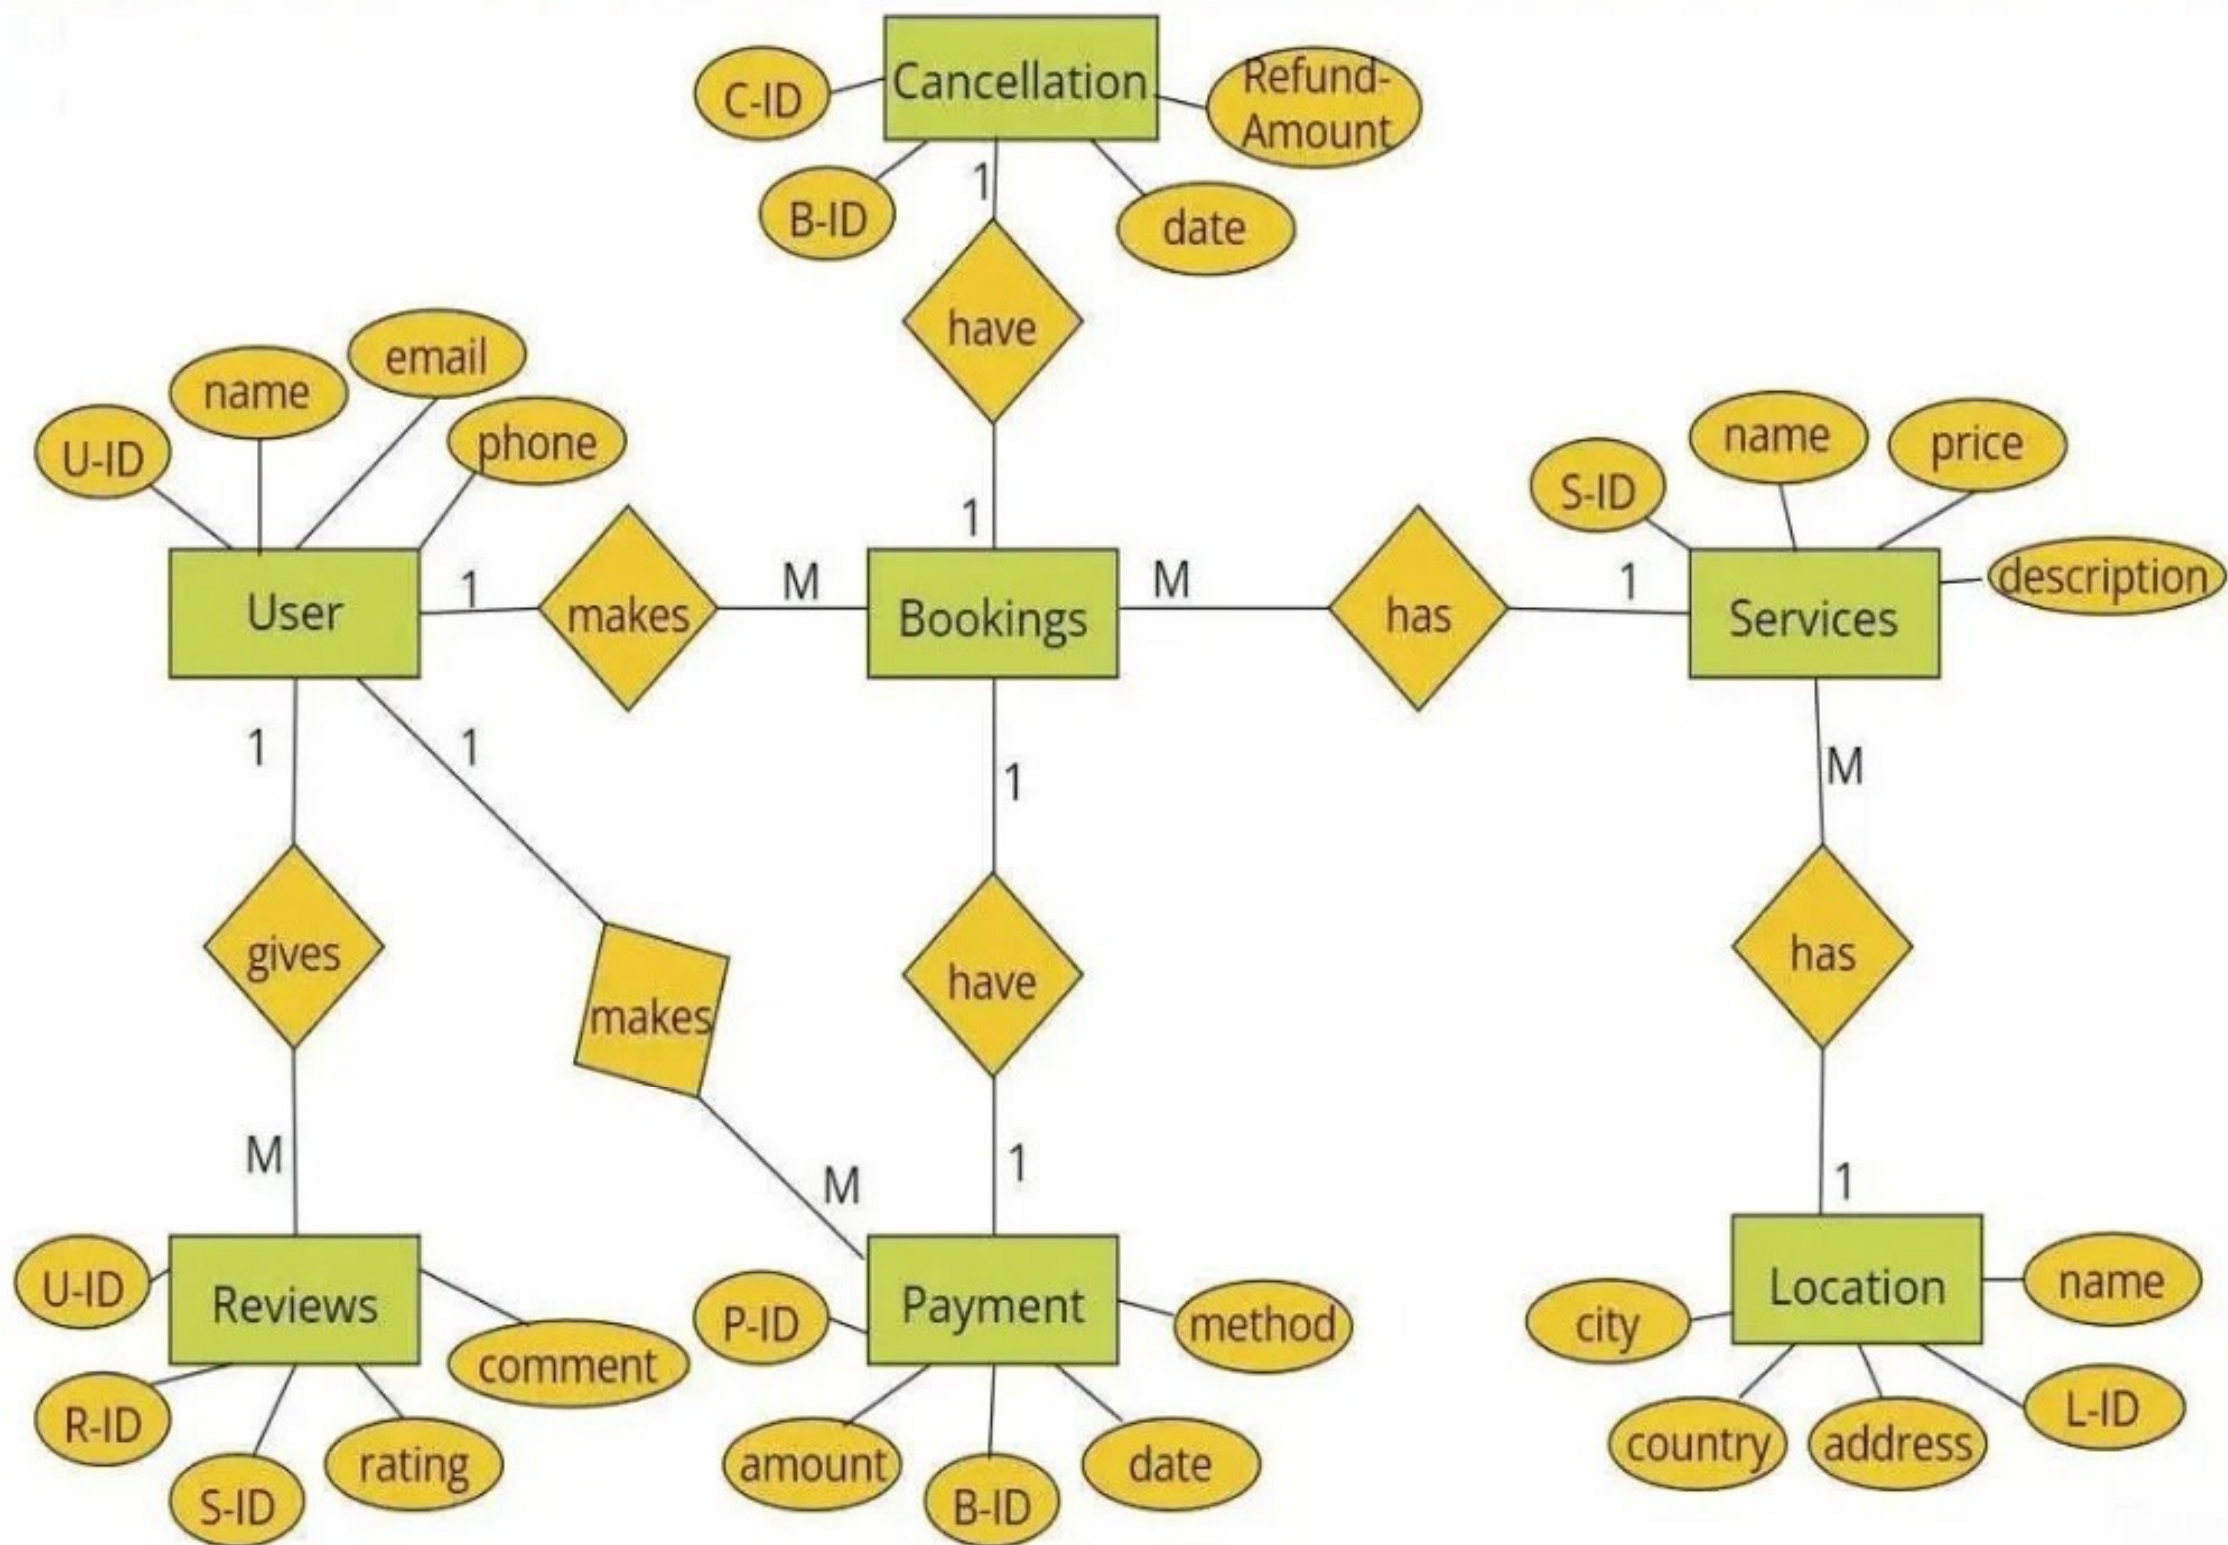 Cancellation
C-ID
Refund-
Amount
B-ID
1
date
have
email
name
phone
U-ID
name
price
S-ID
description
1
User
1
makes
M
Bookings
M
has
1
Services
1
1
1
M
gives
makes
have
has
M
M
1
1
U-ID
Reviews
comment
R-ID
S-ID
rating
P-ID
Payment
method
amount
B-ID
date
Location
name
city
country
address
L-ID